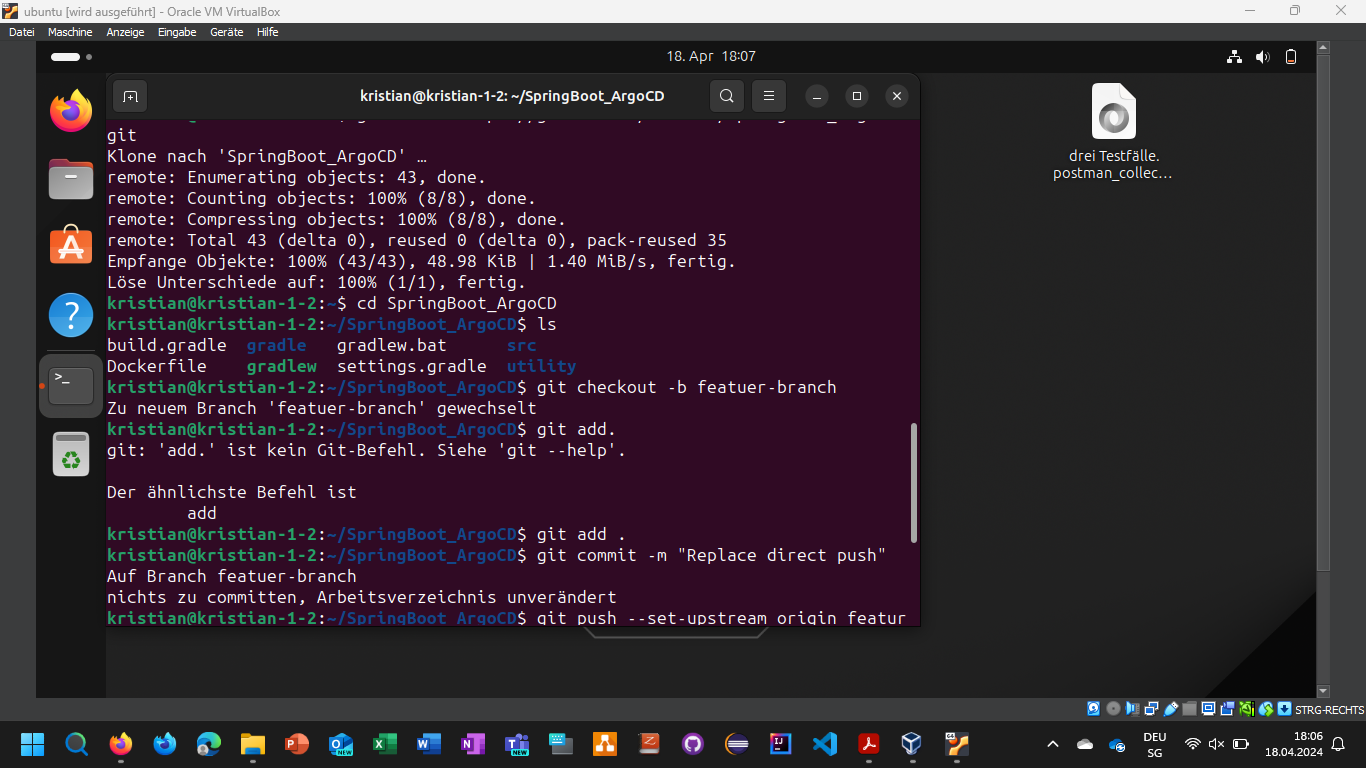 ubuntu [wird ausgeführt] - Oracle VM VirtualBox
Datei Maschine Anzeige Eingabe Geräte Hilfe
18. Apr 18:07
kristian@kristian-1-2: ~/SpringBoot_ArgoCD
git
Klone nach 'SpringBoot_ArgoCD' …
remote: Enumerating objects: 43, done.
remote: Counting objects: 100% (8/8), done.
remote: Compressing objects: 100% (8/8), done.
remote: Total 43 (delta 0), reused 0 (delta 0), pack-reused 35
Empfange Objekte: 100% (43/43), 48.98 KiB | 1.40 MiB/s, fertig.
Löse Unterschiede auf: 100% (1/1), fertig.
kristian@kristian-1-2:~$ cd SpringBoot_ArgoCD
kristian@kristian-1-2:~/SpringBoot_ArgoCD$ ls
build.gradle gradle gradlew.bat src
Dockerfile gradlew settings.gradle utility
kristian@kristian-1-2:~/SpringBoot_ArgoCD$ git checkout -b featuer-branch
Zu neuem Branch 'featuer-branch' gewechselt
kristian@kristian-1-2:~/SpringBoot_ArgoCD$ git add.
git: 'add.' ist kein Git-Befehl. Siehe 'git --help'.
Der ähnlichste Befehl ist
add
kristian@kristian-1-2:~/SpringBoot_ArgoCD$ git add .
kristian@kristian-1-2:~/SpringBoot_ArgoCD$ git commit -m "Replace direct push"
Auf Branch featuer-branch
nichts zu committen, Arbeitsverzeichnis unverändert
kristian@kristian-1-2:~/SpringBoot_ArgoCD$ git push --set-upstream origin featur
drei Testfälle.
postman_collec…
STRG-RECHTS
DEU
SG
18:06
18.04.2024